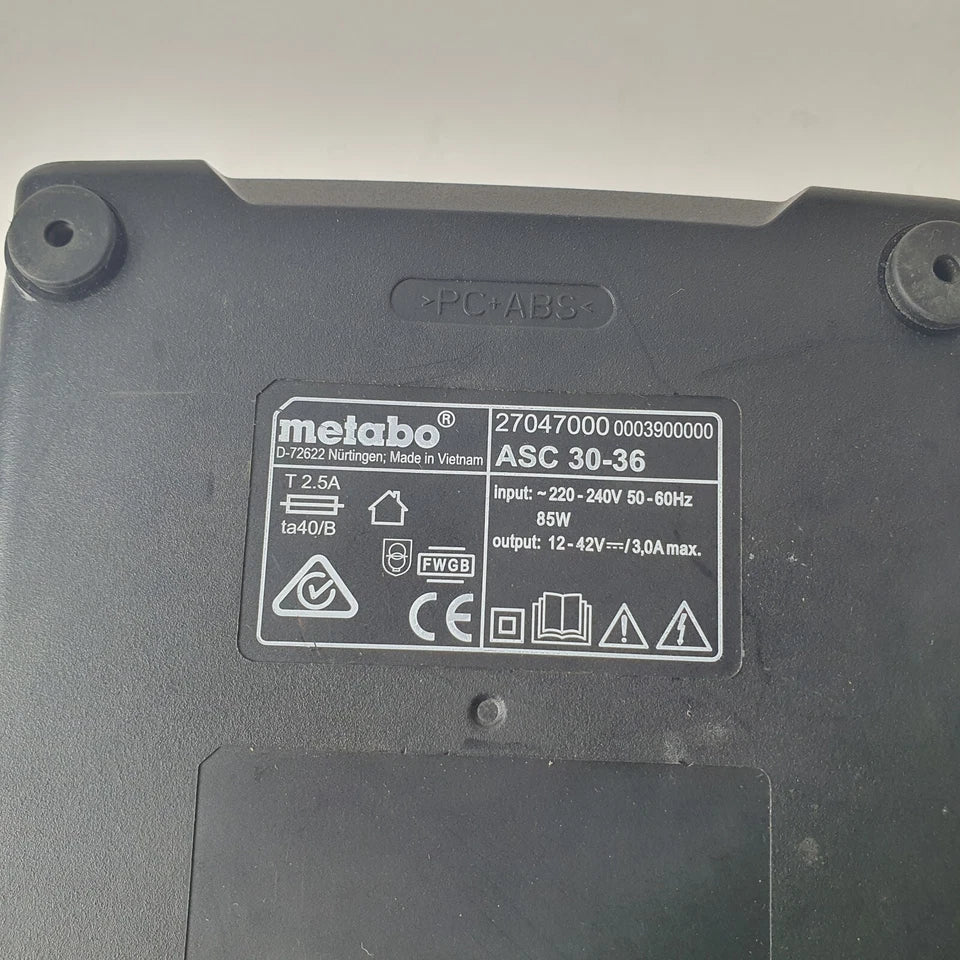 >PC+ABS<
metabo®
D-72622 Nürtingen; Made in Vietnam
T 2.5A
ta40/B
FWGB
CE
27047000 0003900000
ASC 30-36
input: ~220-240V 50-60Hz
85W
output: 12-42V⎓/3,0A max.